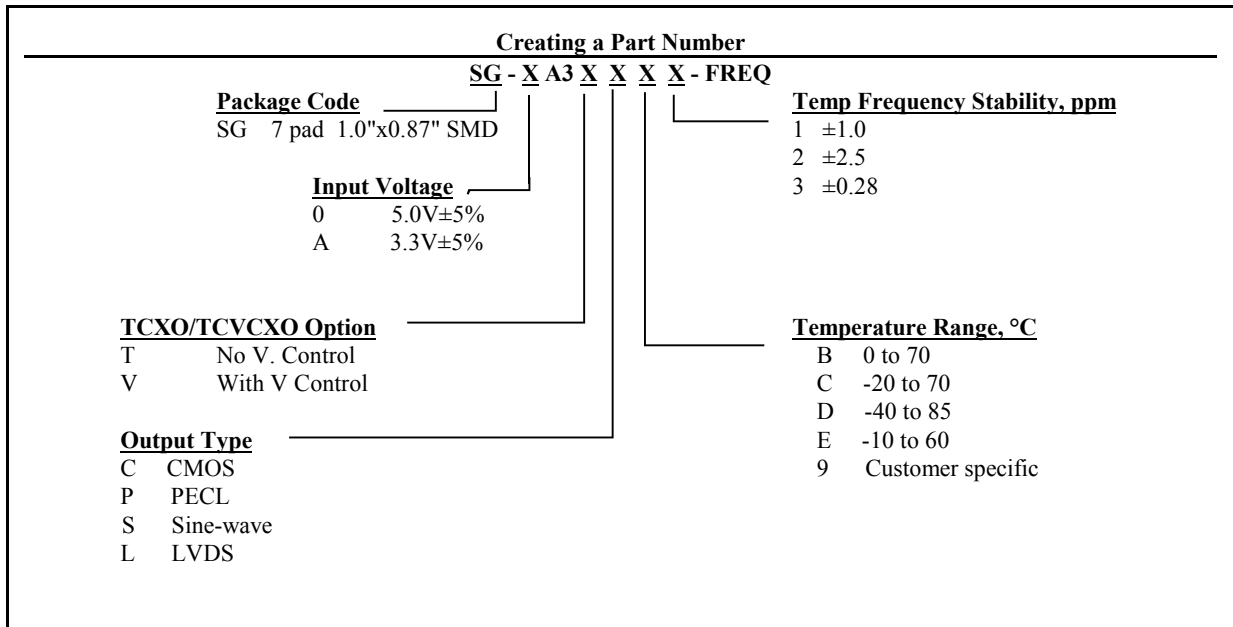 Creating a Part Number
SG - X A3 X X X X - FREQ
Package Code
SG 7 pad 1.0"x0.87" SMD
Input Voltage
0 5.0V±5%
A 3.3V±5%
TCXO/TCVCXO Option
T No V. Control
V With V Control
Output Type
C CMOS
P PECL
S Sine-wave
L LVDS
Temp Frequency Stability, ppm
1 ±1.0
2 ±2.5
3 ±0.28
Temperature Range, °C
B 0 to 70
C -20 to 70
D -40 to 85
E -10 to 60
9 Customer specific